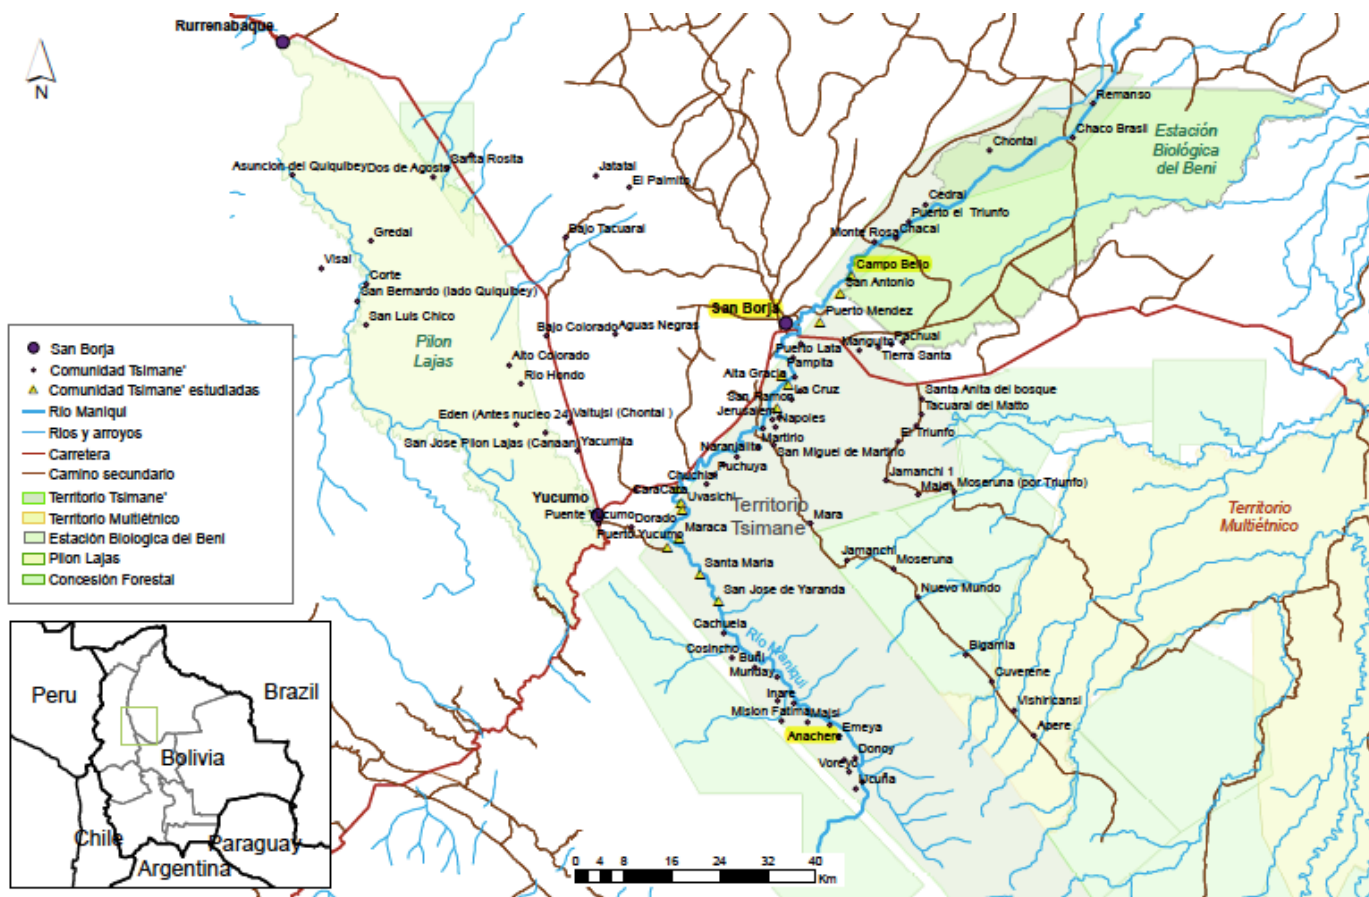 Rurrenabaque
N
Remanso
Chaco Brasil
Estación
Biológica
del Beni
Chontal
Asuncion del Quiquibey
Dos de Agosto
Santa Rosita
Jatatal
El Palmito
Cedral
Puerto el Triunfo
Chacal
Monte Rosa
Bajo Tacuaral
Gredal
Visal
Corte
San Bernardo (lado Quiquibey)
San Luis Chico
Campo Bello
San Antonio
San Borja
Puerto Mendez
Pilon
Lajas
Bajo Colorado
Aguas Negras
Alto Colorado
Rio Hondo
Puerto Lata
Manguito
Pachual
Tierra Santa
Pampita
Alta Gracia
La Cruz
San Ramon
Jerusalem
Napoles
Santa Anita del bosque
Tacuaral del Matto
El Triunfo
Eden (Antes nucleo 24)
Valtujsi (Chontal )
San Jose Pilon Lajas (Canaan)
Yacumita
Martirio
San Miguel de Martirio
Naranjalito
Puchuya
Chuchial
CaraCara
Uvasichi
Jamanchi 1
Majal
Moseruna (por Triunfo)
Yucumo
Puente Yucumo
Dorado
Puerto Yucumo
Maraca
Territorio
Tsimane
Mara
Territorio
Multiétnico
Santa Maria
San Jose de Yaranda
Jamanchi
Moseruna
Nuevo Mundo
Cachuela
Cosincho
Buni
Munday
Río Maniqui
Bigamia
Cuverene
Mshiricansi
Apere
Inare
Mision Fatima
Majsi
Emeya
Anachere
Donoy
Voreyo
Ucuña
San Borja
Comunidad Tsimane'
Comunidad Tsimane' estudiadas
Río Maniqui
Rios y arroyos
Carretera
Camino secundario
Territorio Tsimane'
Territorio Multiétnico
Estación Biologica del Beni
Pilon Lajas
Concesión Forestal
Peru
Brazil
Bolivia
Chile
Paraguay
Argentina
0 4 8 16 24 32 40
Km